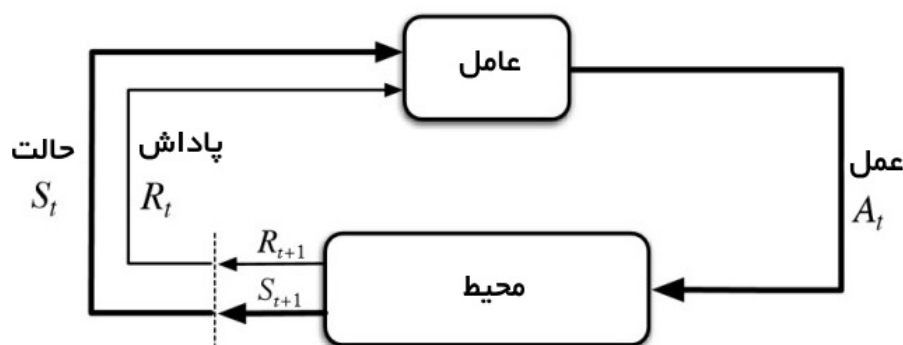 عامل
حالت
S_t
پاداش
R_t
عمل
A_t
R_{t+1}
S_{t+1}
محیط